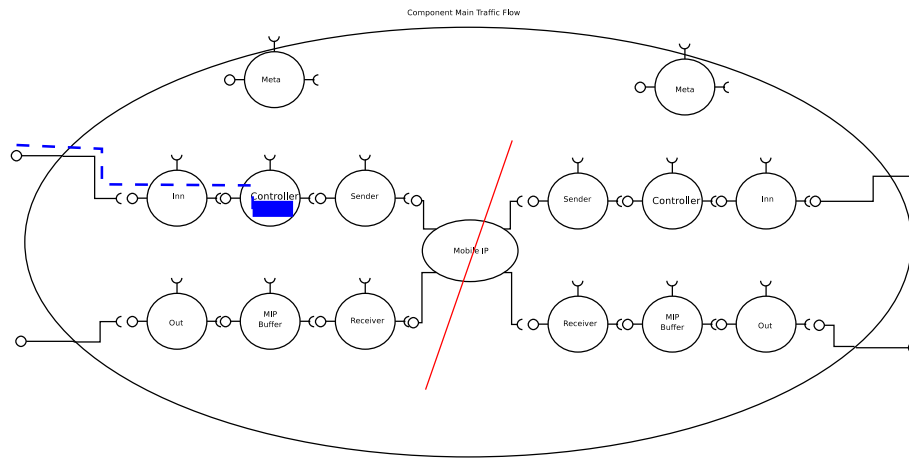 Component Main Traffic Flow
Meta
Meta
Inn
Controller
Sender
Sender
Controller
Inn
Mobile IP
Out
MIP
Buffer
Receiver
Receiver
MIP
Buffer
Out